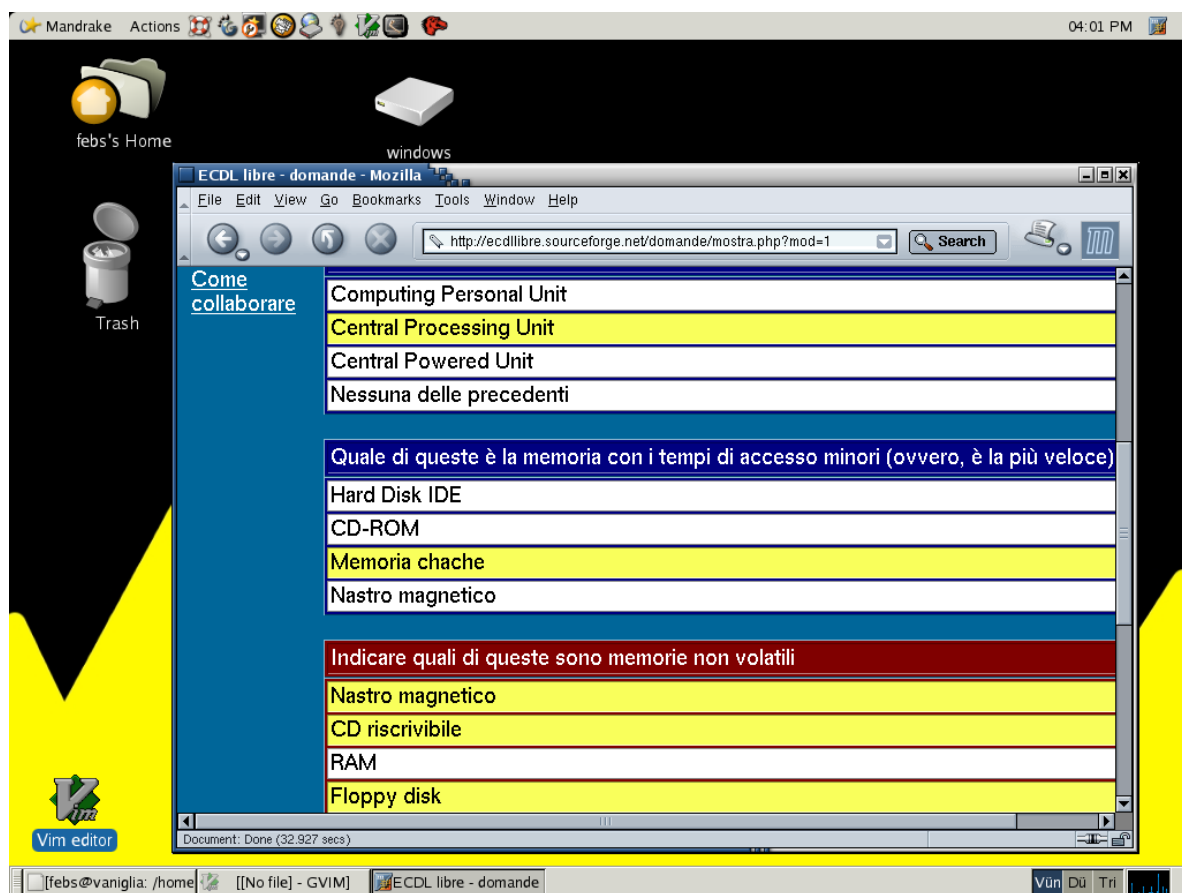 Mandrake Actions 04:01 PM
febs's Home
windows
Trash
Vim editor
ECDL libre - domande - Mozilla
File Edit View Go Bookmarks Tools Window Help
http://ecdllibre.sourceforge.net/domande/mostra.php?mod=1 Search
Come
collaborare
Computing Personal Unit
Central Processing Unit
Central Powered Unit
Nessuna delle precedenti
Quale di queste è la memoria con i tempi di accesso minori (ovvero, è la più veloce)
Hard Disk IDE
CD-ROM
Memoria chache
Nastro magnetico
Indicare quali di queste sono memorie non volatili
Nastro magnetico
CD riscrivibile
RAM
Floppy disk
Document: Done (32.927 secs)
[febs@vaniglia: /home [[No file] - GVIM] ECDL libre - domande Vün Dü Tri